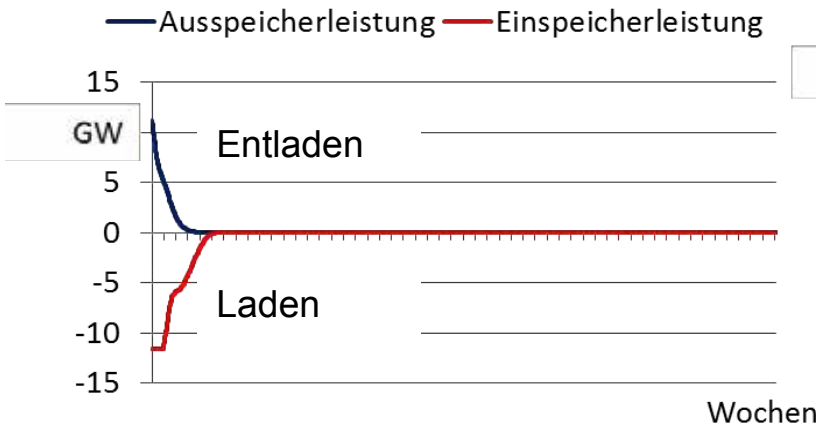 Ausspeicherleistung Einspeicherleistung
15
GW
Entladen
5
0
-5
Laden
-10
-15
Wochen